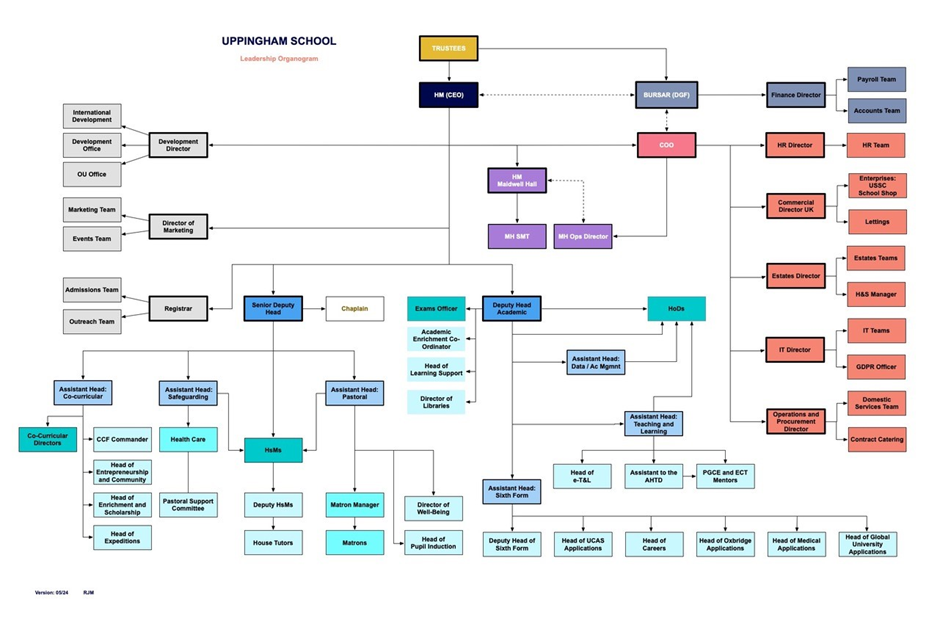 UPPINGHAM SCHOOL
Leadership Organogram
TRUSTEES
HM (CEO)
BURSAR (DGF)
Finance Director
Payroll Team
Accounts Team
International
Development
Development
Office
OU Office
Development
Director
COO
HR Director
HR Team
HM
Maidwell Hall
MH SMT
MH Ops Director
Commercial
Director UK
Enterprises:
USSC
School Shop
Lettings
Marketing Team
Events Team
Director of
Marketing
Estates Director
Estates Teams
H&S Manager
Admissions Team
Outreach Team
Registrar
Senior Deputy
Head
Chaplain
Exams Officer
Deputy Head
Academic
HoDs
Academic
Enrichment Co-
Ordinator
Head of
Learning Support
Director of
Libraries
Assistant Head:
Data / Ac Mgmnt
IT Director
IT Teams
GDPR Officer
Assistant Head:
Co-curricular
Assistant Head:
Safeguarding
Assistant Head:
Pastoral
Assistant Head:
Teaching and
Learning
Operations and
Procurement
Director
Domestic
Services Team
Contract Catering
Co-Curricular
Directors
CCF Commander
Health Care
HsMs
Head of
Entrepreneurship
and Community
Head of
e-T&L
Assistant to the
AHTD
PGCE and ECT
Mentors
Head of
Enrichment and
Scholarship
Pastoral Support
Committee
Deputy HsMs
Matron Manager
Director of
Well-Being
Assistant Head:
Sixth Form
Head of
Expeditions
House Tutors
Matrons
Head of
Pupil Induction
Deputy Head of
Sixth Form
Head of UCAS
Applications
Head of
Careers
Head of Oxbridge
Applications
Head of Medical
Applications
Head of Global
University
Applications
Version: 05/24 RJM